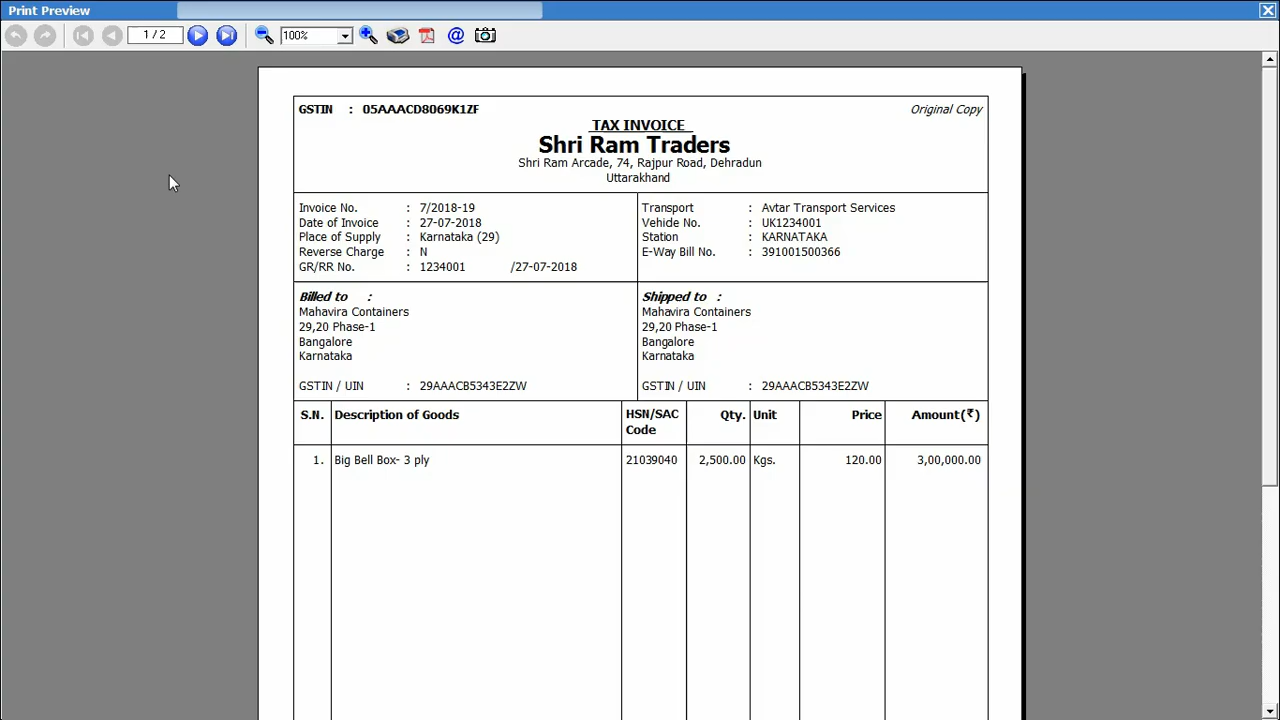 Print Preview
1 / 2 100%
GSTIN : 05AAACD8069K1ZF Original Copy
TAX INVOICE
Shri Ram Traders
Shri Ram Arcade, 74, Rajpur Road, Dehradun
Uttarakhand
Invoice No. : 7/2018-19
Date of Invoice : 27-07-2018
Place of Supply : Karnataka (29)
Reverse Charge : N
GR/RR No. : 1234001 /27-07-2018
Transport : Avtar Transport Services
Vehicle No. : UK1234001
Station : KARNATAKA
E-Way Bill No. : 391001500366
Billed to :
Mahavira Containers
29,20 Phase-1
Bangalore
Karnataka
GSTIN / UIN : 29AAACB5343E2ZW
Shipped to :
Mahavira Containers
29,20 Phase-1
Bangalore
Karnataka
GSTIN / UIN : 29AAACB5343E2ZW
S.N. Description of Goods HSN/SAC Code Qty. Unit Price Amount(₹)
1. Big Bell Box- 3 ply 21039040 2,500.00 Kgs. 120.00 3,00,000.00